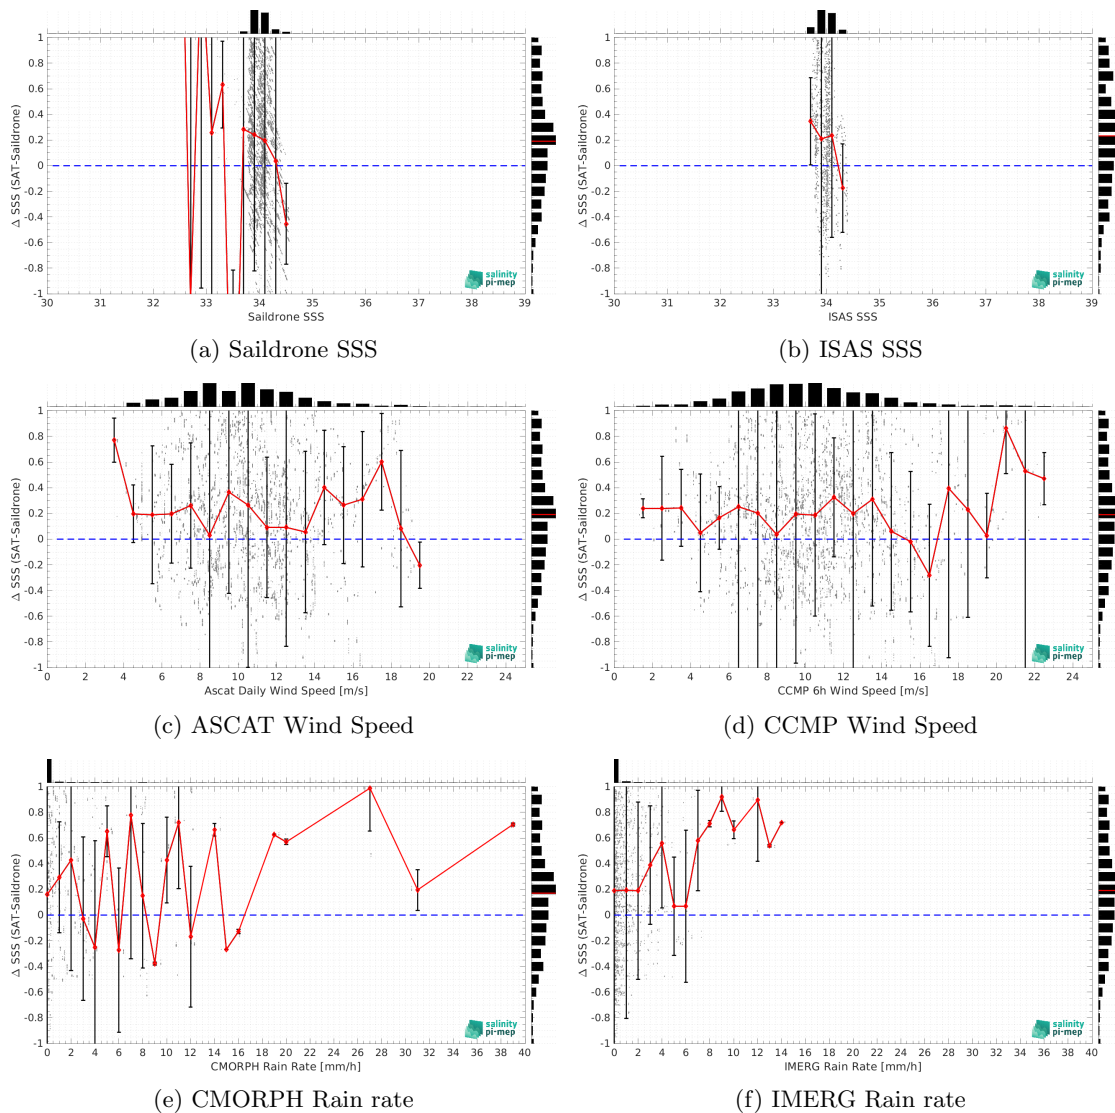 1
0.8
0.6
0.4
0.2
0
-0.2
-0.4
-0.6
-0.8
-1
Δ SSS (SAT-Saildrone)
30 31 32 33 34 35 36 37 38 39
Saildrone SSS
salinity
pi-mep
(a) Saildrone SSS
1
0.8
0.6
0.4
0.2
0
-0.2
-0.4
-0.6
-0.8
-1
Δ SSS (SAT-Saildrone)
30 31 32 33 34 35 36 37 38 39
ISAS SSS
salinity
pi-mep
(b) ISAS SSS
1
0.8
0.6
0.4
0.2
0
-0.2
-0.4
-0.6
-0.8
-1
Δ SSS (SAT-Saildrone)
0 2 4 6 8 10 12 14 16 18 20 22 24
Ascat Daily Wind Speed [m/s]
salinity
pi-mep
(c) ASCAT Wind Speed
1
0.8
0.6
0.4
0.2
0
-0.2
-0.4
-0.6
-0.8
-1
Δ SSS (SAT-Saildrone)
0 2 4 6 8 10 12 14 16 18 20 22 24
CCMP 6h Wind Speed [m/s]
salinity
pi-mep
(d) CCMP Wind Speed
1
0.8
0.6
0.4
0.2
0
-0.2
-0.4
-0.6
-0.8
-1
Δ SSS (SAT-Saildrone)
0 2 4 6 8 10 12 14 16 18 20 22 24 26 28 30 32 34 36 38 40
CMORPH Rain Rate [mm/h]
salinity
pi-mep
(e) CMORPH Rain rate
1
0.8
0.6
0.4
0.2
0
-0.2
-0.4
-0.6
-0.8
-1
Δ SSS (SAT-Saildrone)
0 2 4 6 8 10 12 14 16 18 20 22 24 26 28 30 32 34 36 38 40
IMERG Rain Rate [mm/h]
salinity
pi-mep
(f) IMERG Rain rate